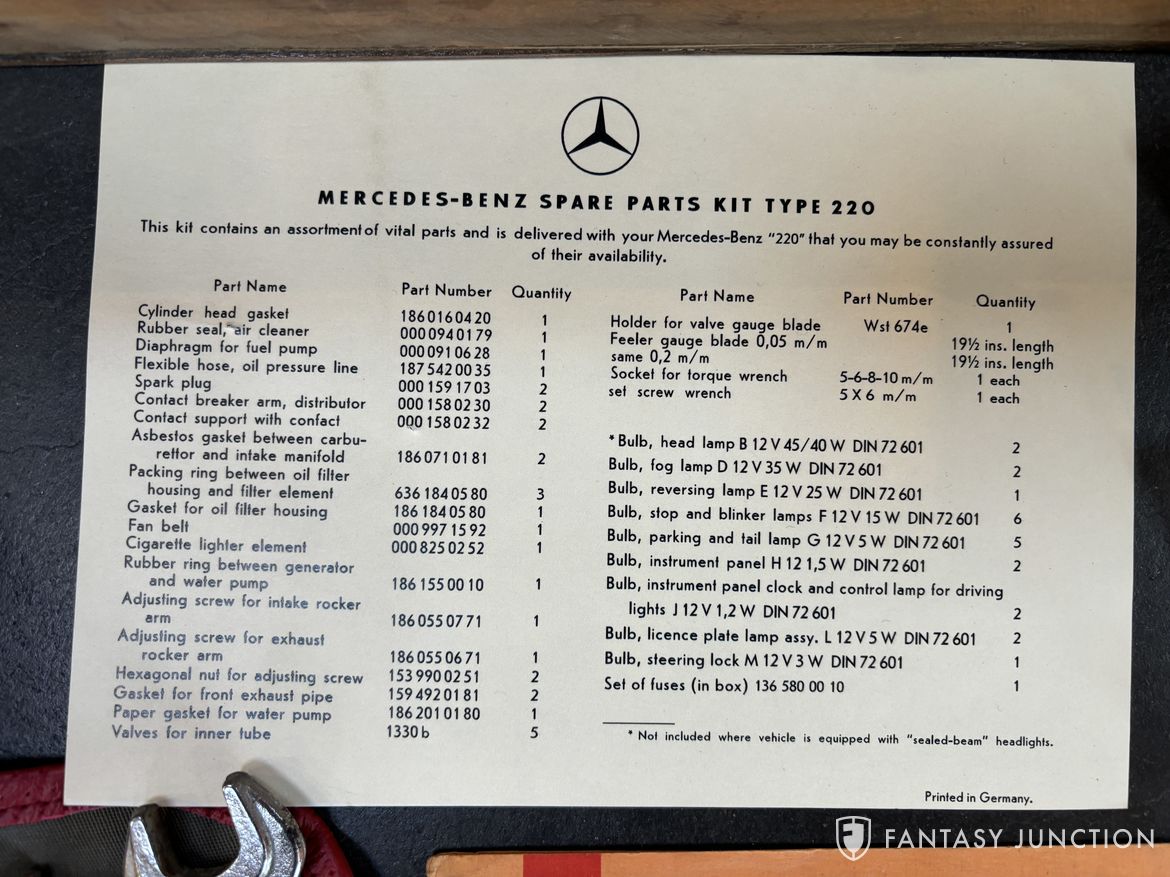 MERCEDES-BENZ SPARE PARTS KIT TYPE 220
This kit contains an assortment of vital parts and is delivered with your Mercedes-Benz "220" that you may be constantly assured
of their availability.
Part Name Part Number Quantity
Cylinder head gasket 186 016 04 20 1
Rubber seal, air cleaner 000 094 01 79 1
Diaphragm for fuel pump 000 091 06 28 1
Flexible hose, oil pressure line 187 542 00 35 1
Spark plug 000 159 17 03 2
Contact breaker arm, distributor 000 158 02 30 2
Contact support with contact 000 158 02 32 2
Asbestos gasket between carbu-
rettor and intake manifold 186 071 01 81 2
Packing ring between oil filter
housing and filter element 636 184 05 80 3
Gasket for oil filter housing 186 184 05 80 1
Fan belt 000 997 15 92 1
Cigarette lighter element 000 825 02 52 1
Rubber ring between generator
and water pump 186 155 00 10 1
Adjusting screw for intake rocker
arm 186 055 07 71 1
Adjusting screw for exhaust
rocker arm 186 055 06 71 1
Hexagonal nut for adjusting screw 153 990 02 51 2
Gasket for front exhaust pipe 159 492 01 81 2
Paper gasket for water pump 186 201 01 80 1
Valves for inner tube 1330 b 5
Part Name Part Number Quantity
Holder for valve gauge blade Wst 674e 1
Feeler gauge blade 0,05 m/m 19½ ins. length
same 0,2 m/m 19½ ins. length
Socket for torque wrench 5-6-8-10 m/m 1 each
set screw wrench 5 X 6 m/m 1 each
* Bulb, head lamp B 12 V 45/40 W DIN 72 601 2
Bulb, fog lamp D 12 V 35 W DIN 72 601 2
Bulb, reversing lamp E 12 V 25 W DIN 72 601 1
Bulb, stop and blinker lamps F 12 V 15 W DIN 72 601 6
Bulb, parking and tail lamp G 12 V 5 W DIN 72 601 5
Bulb, instrument panel H 12 1,5 W DIN 72 601 2
Bulb, instrument panel clock and control lamp for driving
lights J 12 V 1,2 W DIN 72 601 2
Bulb, licence plate lamp assy. L 12 V 5 W DIN 72 601 2
Bulb, steering lock M 12 V 3 W DIN 72 601 1
Set of fuses (in box) 136 580 00 10 1
* Not included where vehicle is equipped with "sealed-beam" headlights.
Printed in Germany.
FANTASY JUNCTION